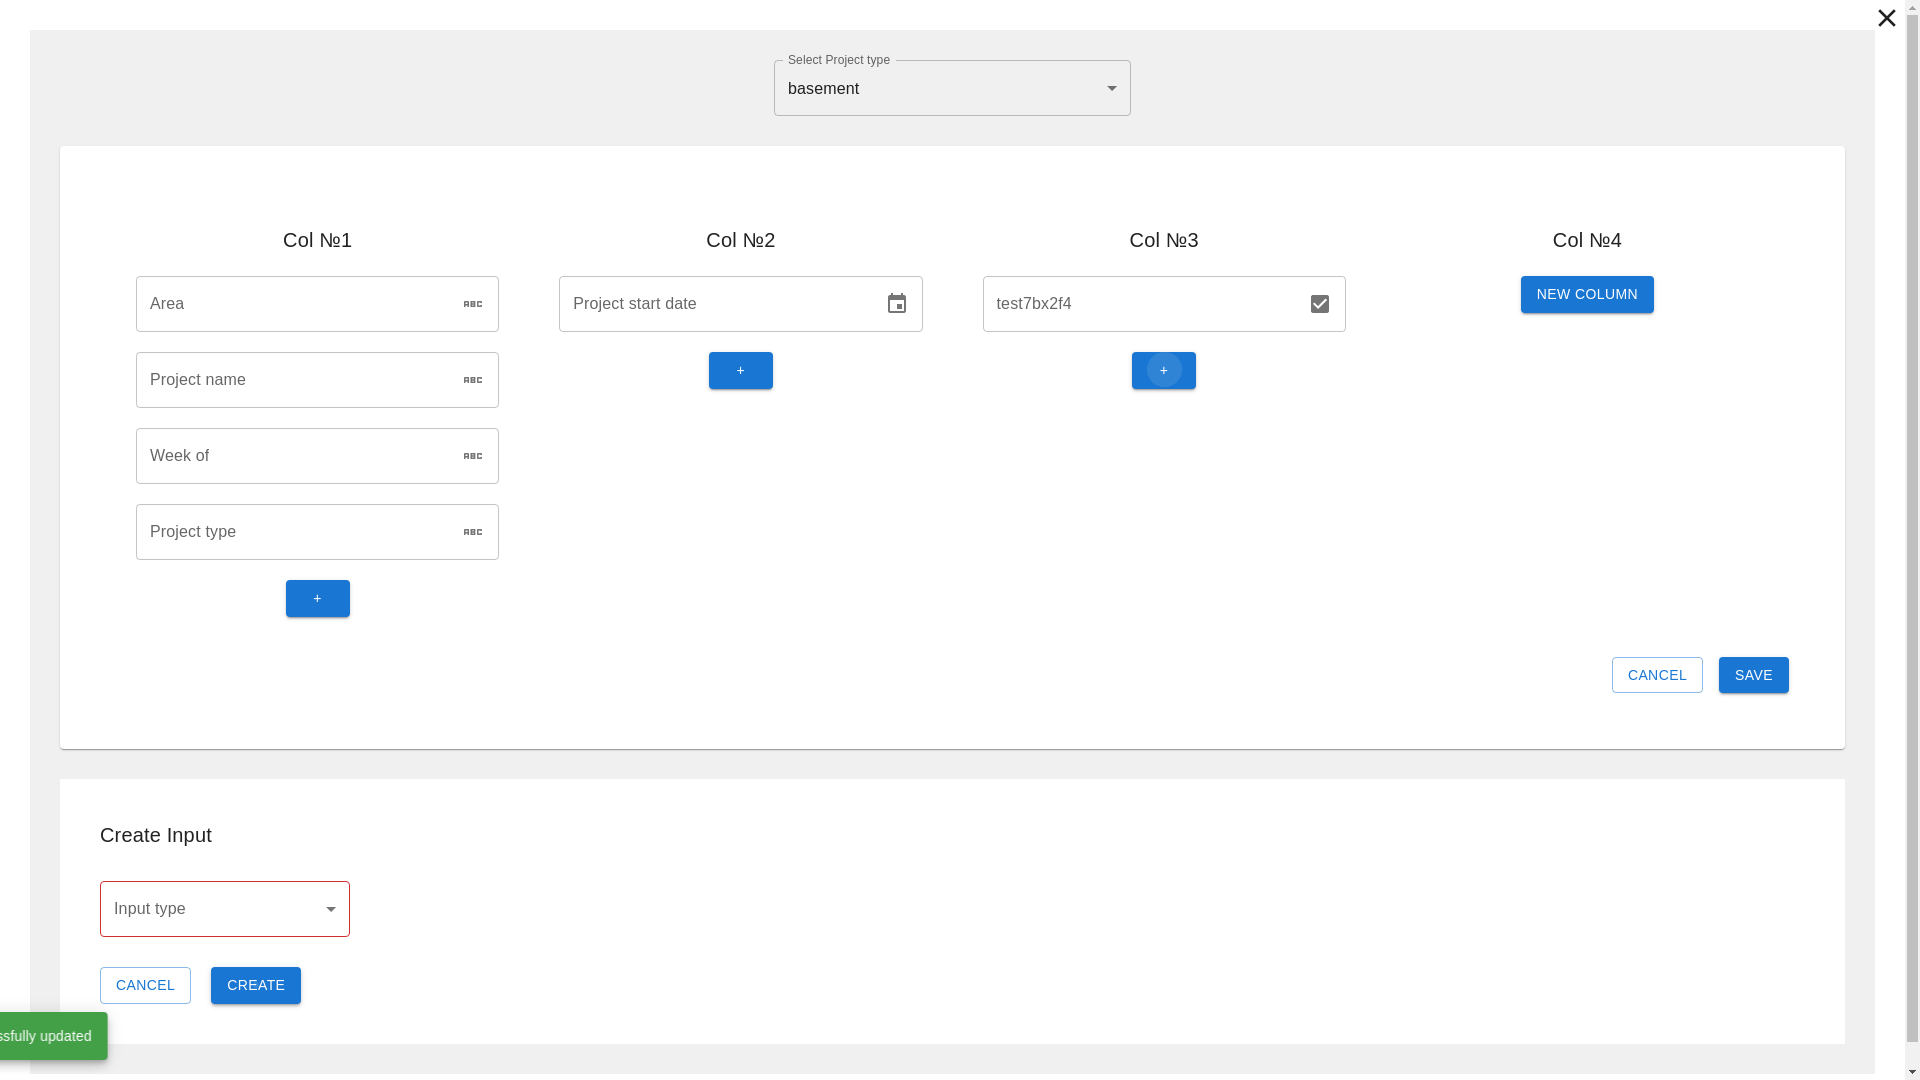 Select Project type
basement
Col №1
Col №2
Col №3
Col №4
Area
ABC
Project start date
test7bx2f4
NEW COLUMN
Project name
ABC
+
+
Week of
ABC
Project type
ABC
+
CANCEL
SAVE
Create Input
Input type
CANCEL
CREATE
ssfully updated